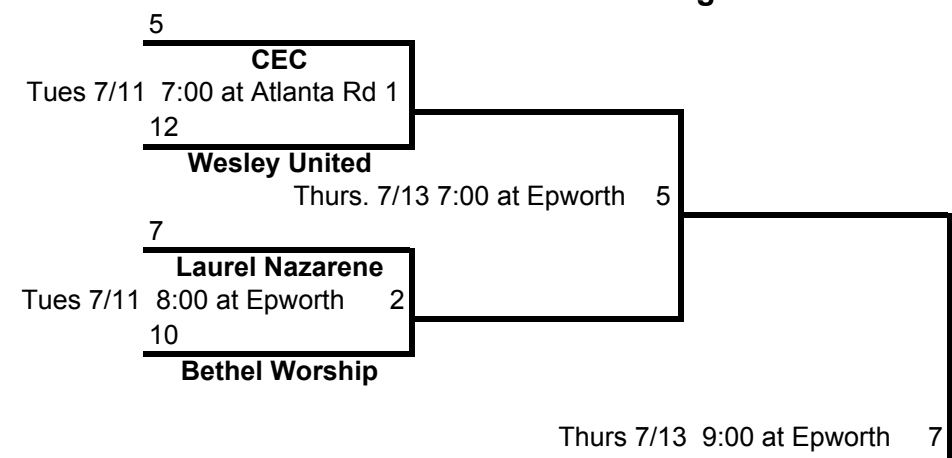 5
CEC
Tues 7/11 7:00 at Atlanta Rd 1
12
Wesley United
Thurs. 7/13 7:00 at Epworth 5
7
Laurel Nazarene
Tues 7/11 8:00 at Epworth 2
10
Bethel Worship
Thurs 7/13 9:00 at Epworth 7